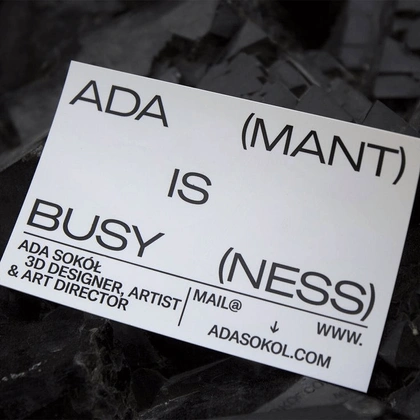 ADA (MANT)
IS
BUSY (NESS)
ADA SOKÓŁ
3D DESIGNER, ARTIST
& ART DIRECTOR
MAIL@
↓ WWW.
ADASOKOL.COM